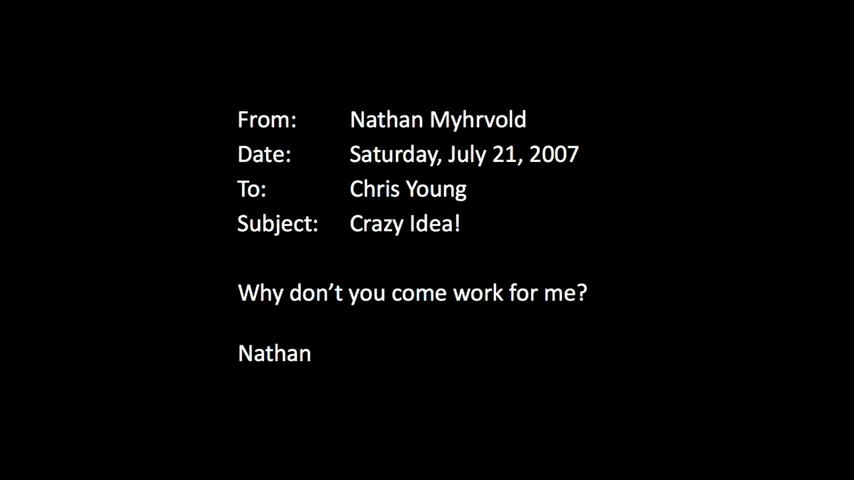 From: Nathan Myhrvold
Date: Saturday, July 21, 2007
To: Chris Young
Subject: Crazy Idea!
Why don’t you come work for me?
Nathan